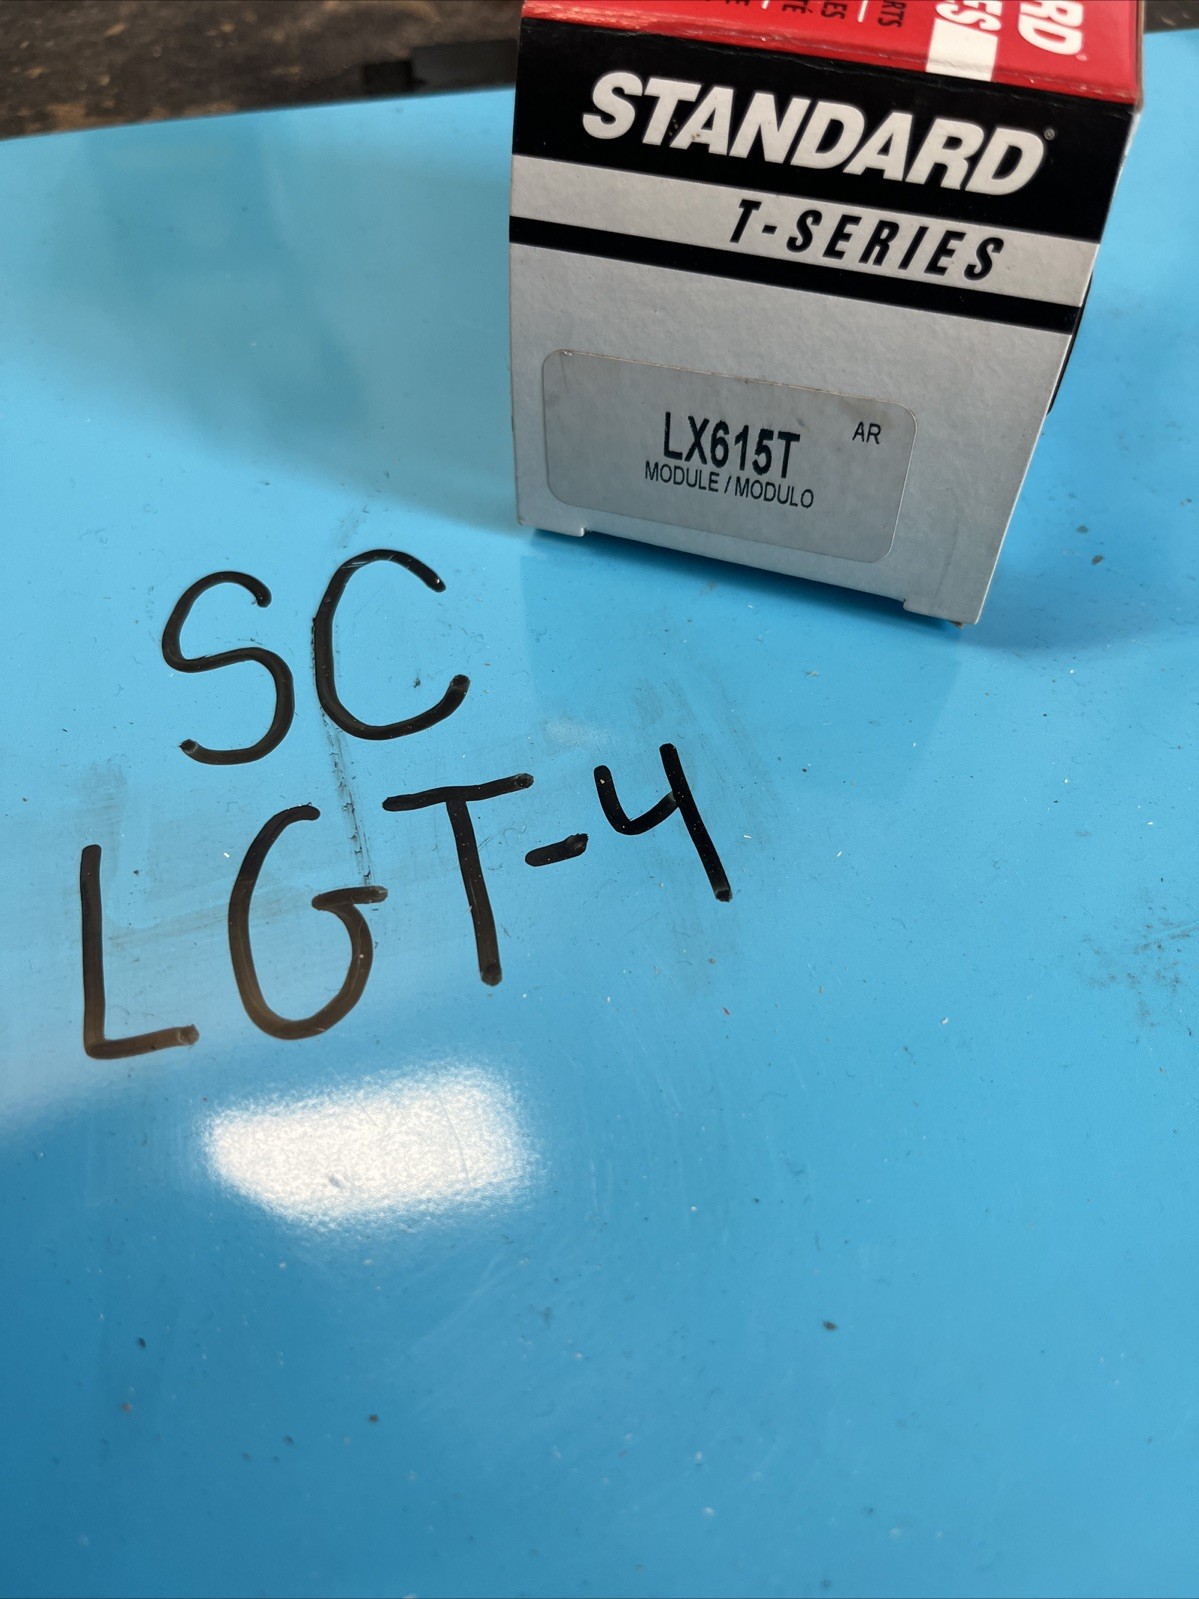 STANDARD®
T-SERIES
LX615T AR
MODULE / MODULO
SC
LGT-4